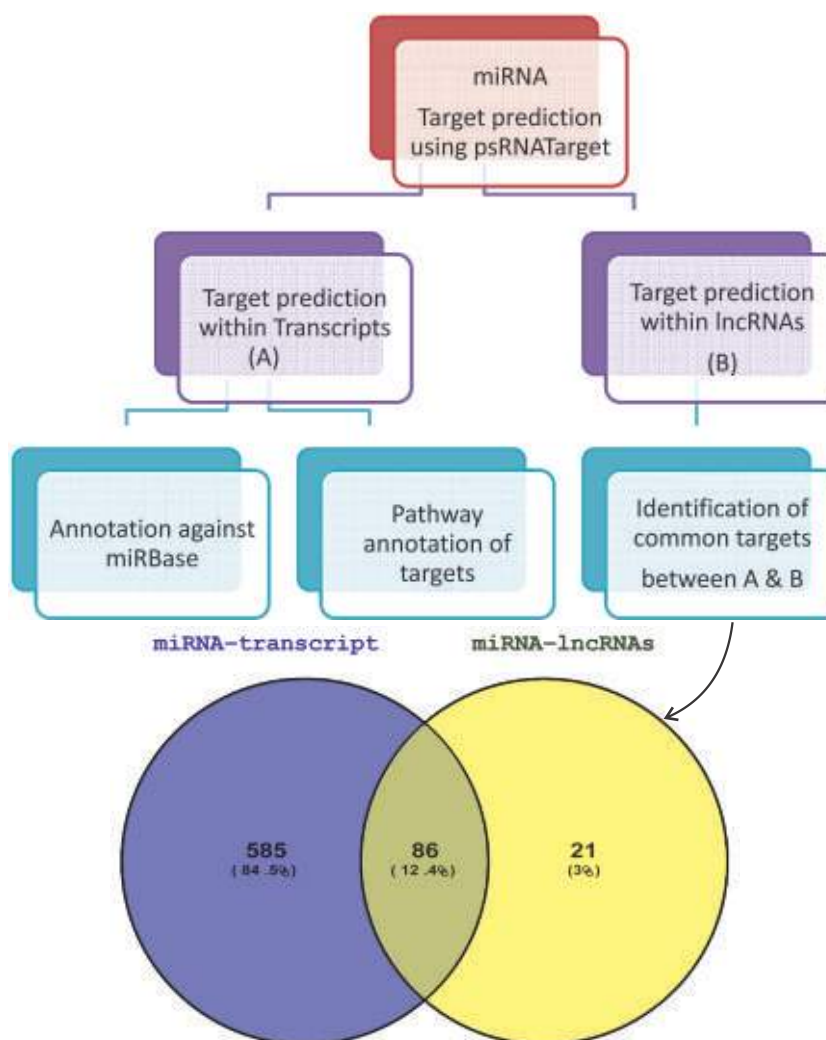 miRNA
Target prediction
using psRNATarget
Target prediction
within Transcripts
(A)
Target prediction
within lncRNAs
(B)
Annotation against
miRBase
Pathway
annotation of
targets
Identification of
common targets
between A & B
miRNA-transcript
miRNA-lncRNAs
585
( 84 .5%)
86
( 12 .4%)
21
(3%)